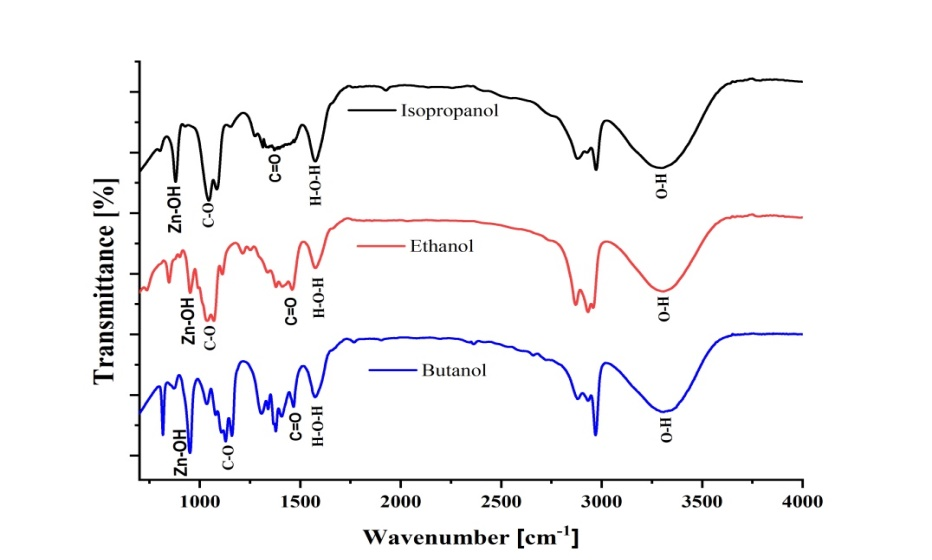 Transmittance [%]
Isopropanol
Zn-OH
C-O
C=O
H-O-H
O-H
Ethanol
Zn-OH
C-O
C=O
H-O-H
O-H
Butanol
Zn-OH
C-O
C=O
H-O-H
O-H
1000 1500 2000 2500 3000 3500 4000
Wavenumber [cm⁻¹]